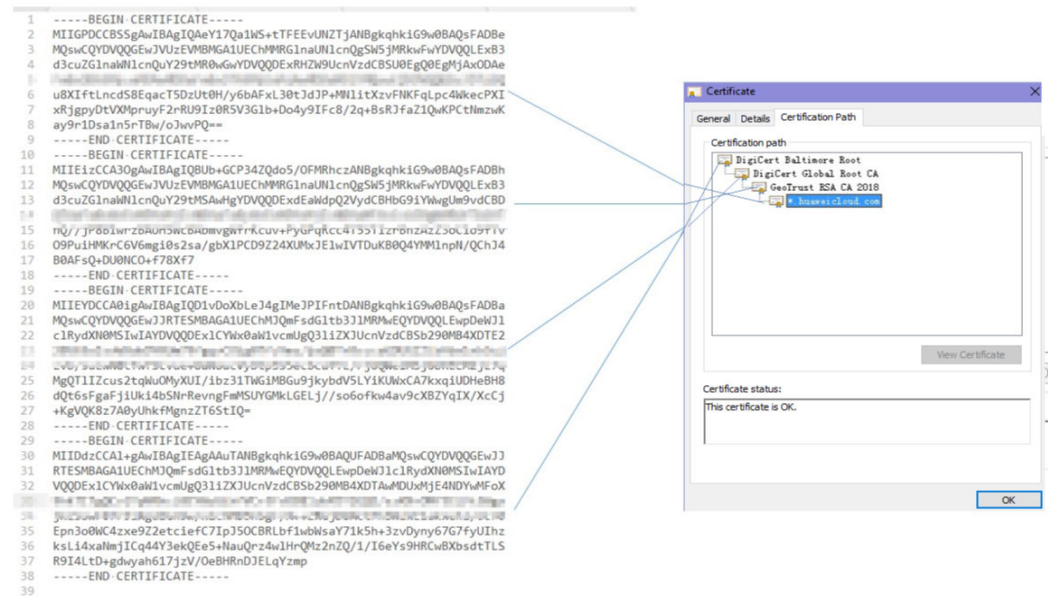 1 -----BEGIN CERTIFICATE-----
2 MIIGPDCCBSSgAwIBAgIQAeY17Qa1WS+tTFEEvUNZTjANBgkqhkiG9w0BAQsFADBe
3 MQswCQYDVQQGEwJVUzEVMBMGA1UEChMMRGlnaUNlcnQgSW5jMRkwFwYDVQQLExB3
4 d3cuZGlnaWNlcnQuY29tMR0wGwYDVQQDExRHZW9UcnVzdCBSU0EgQ0EgMjAxODAe
6 u8XIftLncdS8EqacT5DzUt0H/y6bAFxL30tJdJP+MNlitXzvFNKFqLpc4WkecPXI
7 xRjgpyDtVXMpruyF2rRU9Iz0R5V3Glb+Do4y9IFc8/2q+BsRJfaZ1QwKPCtNmzwK
8 ay9r1Dsa1n5rTBw/oJwvPQ==
9 -----END CERTIFICATE-----
10 -----BEGIN CERTIFICATE-----
11 MIIEizCCA3OgAwIBAgIQBUb+GCP34ZQdo5/OFMRhczANBgkqhkiG9w0BAQsFADBh
12 MQswCQYDVQQGEwJVUzEVMBMGA1UEChMMRGlnaUNlcnQgSW5jMRkwFwYDVQQLExB3
13 d3cuZGlnaWNlcnQuY29tMSAwHgYDVQQDExdEaWdpQ2VydCBHbG9iYWwgUm9vdCBD
15
16 O9PuiHMKrC6V6mgi0s2sa/gbXlPCD9Z24XUMxJElwIVTDuKB0Q4YMMlnpN/QChJ4
17 B0AFsQ+DU0NCO+f78Xf7
18 -----END CERTIFICATE-----
19 -----BEGIN CERTIFICATE-----
20 MIIEYDCCA0igAwIBAgIQD1vDoXbLeJ4gIMeJPIFntDANBgkqhkiG9w0BAQsFADBa
21 MQswCQYDVQQGEwJJRTESMBAGA1UEChMJQmFsdGltb3JlMRMwEQYDVQQLEwpDeWJl
22 clRydXN0MSIwIAYDVQQDExlCYWx0aW1vcmUgQ3liZXJUcnVzdCBSb290MB4XDTE2
25 MgQTlIZcus2tqWuOMyXUI/ibz31TWGiMBGu9jkybdV5LYiKUWxCA7kxqiUDHeBH8
26 dQt6sFgaFjiUki4bSNrRevngFmMSUYGMkLGELj//so6ofkw4av9cXBZYqIX/XcCj
27 +KgVQK8z7A0yUhkfMgnzZT6StIQ=
28 -----END CERTIFICATE-----
29 -----BEGIN CERTIFICATE-----
30 MIIDdzCCAl+gAwIBAgIEAgAAuTANBgkqhkiG9w0BAQUFADBaMQswCQYDVQQGEwJJ
31 RTESMBAGA1UEChMJQmFsdGltb3JlMRMwEQYDVQQLEwpDeWJlclRydXN0MSIwIAYD
32 VQQDExlCYWx0aW1vcmUgQ3liZXJUcnVzdCBSb290MB4XDTAwMDUxMjE4NDYwMFoX
34
35 Epn3o0WC4zxe9Z2etciefC7IpJ5OCBRLbf1wbWsaY71k5h+3zvDyny67G7fyUIhz
36 ksLi4xaNmjICq44Y3ekQEe5+NauQrz4wlHrQMz2nZQ/1/I6eYs9HRCwBXbsdtTLS
37 R9I4LtD+gdwyah617jzV/OeBHRnDJELqYzmp
38 -----END CERTIFICATE-----
39
Certificate
General Details Certification Path
Certification path
DigiCert Baltimore Root
DigiCert Global Root CA
GeoTrust RSA CA 2018
*.huaweicloud.com
View Certificate
Certificate status:
This certificate is OK.
OK